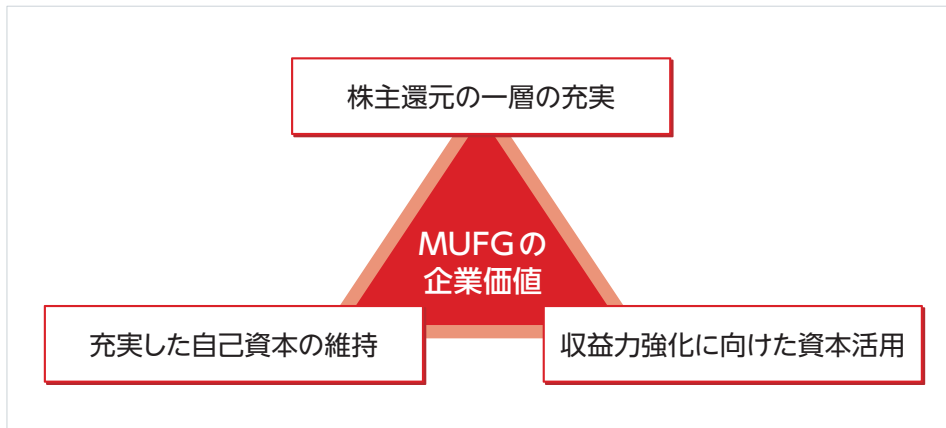 株主還元の一層の充実
MUFGの
企業価値
充実した自己資本の維持
収益力強化に向けた資本活用